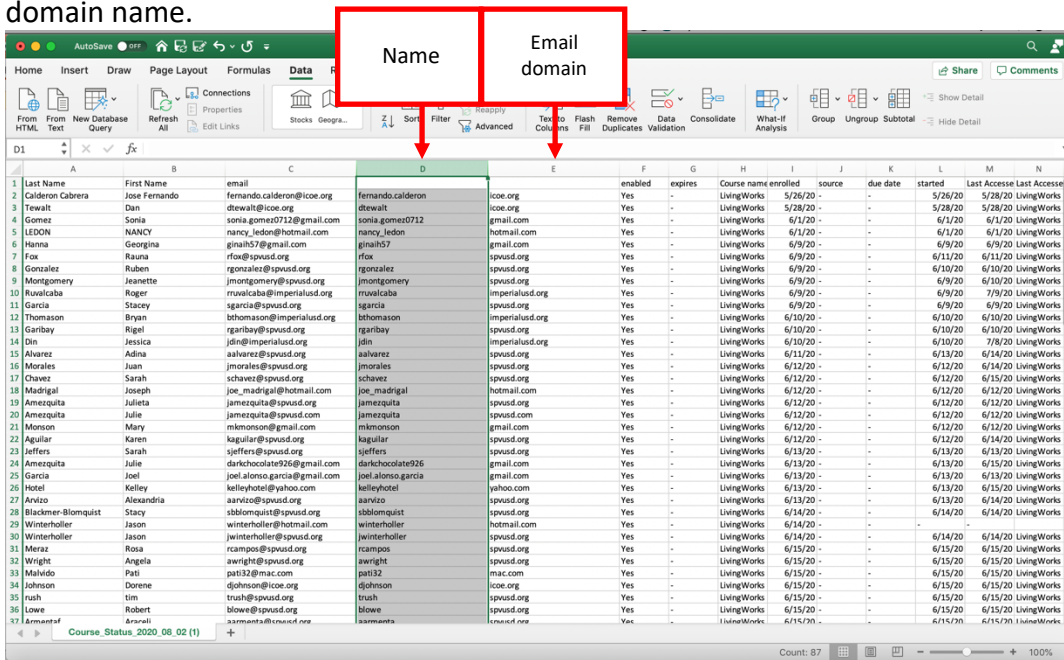 domain name.
Name
Email
domain
AutoSave OFF
Home Insert Draw Page Layout Formulas Data Share Comments
Connections
Properties
Edit Links
Reapply
Advanced
Show Detail
Hide Detail
From HTML
From Text
New Database Query
Refresh All
Stocks Geogra...
Sort Filter
Text to Columns
Flash Fill
Remove Duplicates
Data Validation
Consolidate
What-If Analysis
Group Ungroup Subtotal
D1 fx
A B C D E F G H I J K L M N
1 Last Name First Name email enabled expires Course name enrolled source due date started Last Accesse Last Accesse
2 Calderon Cabrera Jose Fernando fernando.calderon@icoe.org fernando.calderon icoe.org Yes - LivingWorks 5/26/20 - - 5/26/20 5/28/20 LivingWorks
3 Tewalt Dan dtewalt@icoe.org dtewalt icoe.org Yes - LivingWorks 5/28/20 - - 5/28/20 5/28/20 LivingWorks
4 Gomez Sonia sonia.gomez0712@gmail.com sonia.gomez0712 gmail.com Yes - LivingWorks 6/1/20 - - 6/1/20 6/1/20 LivingWorks
5 LEDON NANCY nancy_ledon@hotmail.com nancy_ledon hotmail.com Yes - LivingWorks 6/1/20 - - 6/1/20 6/1/20 LivingWorks
6 Hanna Georgina ginaih57@gmail.com ginaih57 gmail.com Yes - LivingWorks 6/9/20 - - 6/9/20 6/9/20 LivingWorks
7 Fox Rauna rfox@spvusd.org rfox spvusd.org Yes - LivingWorks 6/9/20 - - 6/11/20 6/11/20 LivingWorks
8 Gonzalez Ruben rgonzalez@spvusd.org rgonzalez spvusd.org Yes - LivingWorks 6/9/20 - - 6/10/20 6/10/20 LivingWorks
9 Montgomery Jeanette jmontgomery@spvusd.org jmontgomery spvusd.org Yes - LivingWorks 6/9/20 - - 6/9/20 6/10/20 LivingWorks
10 Ruvalcaba Roger rruvalcaba@imperialusd.org rruvalcaba imperialusd.org Yes - LivingWorks 6/9/20 - - 6/9/20 7/9/20 LivingWorks
11 Garcia Stacey sgarcia@spvusd.org sgarcia spvusd.org Yes - LivingWorks 6/9/20 - - 6/9/20 6/9/20 LivingWorks
12 Thomason Bryan bthomason@imperialusd.org bthomason imperialusd.org Yes - LivingWorks 6/10/20 - - 6/10/20 6/10/20 LivingWorks
13 Garibay Rigel rgaribay@spvusd.org rgaribay spvusd.org Yes - LivingWorks 6/10/20 - - 6/10/20 6/10/20 LivingWorks
14 Din Jessica jdin@imperialusd.org jdin imperialusd.org Yes - LivingWorks 6/10/20 - - 6/10/20 7/8/20 LivingWorks
15 Alvarez Adina aalvarez@spvusd.org aalvarez spvusd.org Yes - LivingWorks 6/11/20 - - 6/13/20 6/14/20 LivingWorks
16 Morales Juan jmorales@spvusd.org jmorales spvusd.org Yes - LivingWorks 6/12/20 - - 6/12/20 6/14/20 LivingWorks
17 Chavez Sarah schavez@spvusd.org schavez spvusd.org Yes - LivingWorks 6/12/20 - - 6/12/20 6/15/20 LivingWorks
18 Madrigal Joseph joe_madrigal@hotmail.com joe_madrigal hotmail.com Yes - LivingWorks 6/12/20 - - 6/12/20 6/12/20 LivingWorks
19 Amezquita Julieta jamezquita@spvusd.org jamezquita spvusd.org Yes - LivingWorks 6/12/20 - - 6/12/20 6/12/20 LivingWorks
20 Amezquita Julie jamezquita@spvusd.com jamezquita spvusd.com Yes - LivingWorks 6/12/20 - - 6/12/20 6/12/20 LivingWorks
21 Monson Mary mkmonson@gmail.com mkmonson gmail.com Yes - LivingWorks 6/12/20 - - 6/12/20 6/12/20 LivingWorks
22 Aguilar Karen kaguilar@spvusd.org kaguilar spvusd.org Yes - LivingWorks 6/12/20 - - 6/12/20 6/14/20 LivingWorks
23 Jeffers Sarah sjeffers@spvusd.org sjeffers spvusd.org Yes - LivingWorks 6/13/20 - - 6/13/20 6/13/20 LivingWorks
24 Amezquita Julie darkchocolate926@gmail.com darkchocolate926 gmail.com Yes - LivingWorks 6/13/20 - - 6/13/20 6/15/20 LivingWorks
25 Garcia Joel joel.alonso.garcia@gmail.com joel.alonso.garcia gmail.com Yes - LivingWorks 6/13/20 - - 6/13/20 6/13/20 LivingWorks
26 Hotel Kelley kelleyhotel@yahoo.com kelleyhotel yahoo.com Yes - LivingWorks 6/13/20 - - 6/13/20 6/15/20 LivingWorks
27 Arvizo Alexandria aarvizo@spvusd.org aarvizo spvusd.org Yes - LivingWorks 6/13/20 - - 6/13/20 6/14/20 LivingWorks
28 Blackmer-Blomquist Stacy sbblomquist@spvusd.org sbblomquist spvusd.org Yes - LivingWorks 6/14/20 - - 6/14/20 6/14/20 LivingWorks
29 Winterholler Jason winterholler@hotmail.com winterholler hotmail.com Yes - LivingWorks 6/14/20 - - - -
30 Winterholler Jason jwinterholler@spvusd.org jwinterholler spvusd.org Yes - LivingWorks 6/14/20 - - 6/14/20 6/14/20 LivingWorks
31 Meraz Rosa rcampos@spvusd.org rcampos spvusd.org Yes - LivingWorks 6/15/20 - - 6/15/20 6/15/20 LivingWorks
32 Wright Angela awright@spvusd.org awright spvusd.org Yes - LivingWorks 6/15/20 - - 6/15/20 6/15/20 LivingWorks
33 Malvido Pati pati32@mac.com pati32 mac.com Yes - LivingWorks 6/15/20 - - 6/15/20 6/15/20 LivingWorks
34 Johnson Dorene djohnson@icoe.org djohnson icoe.org Yes - LivingWorks 6/15/20 - - 6/15/20 6/15/20 LivingWorks
35 rush tim trush@spvusd.org trush spvusd.org Yes - LivingWorks 6/15/20 - - 6/15/20 6/15/20 LivingWorks
36 Lowe Robert blowe@spvusd.org blowe spvusd.org Yes - LivingWorks 6/15/20 - - 6/15/20 6/15/20 LivingWorks
37 Araceli aarmenta@spvusd.org aarmenta spvusd.org Yes - LivingWorks 6/15/20 - - 6/15/20 6/15/20 LivingWorks
Course_Status_2020_08_02 (1) +
Count: 87 - + 100%